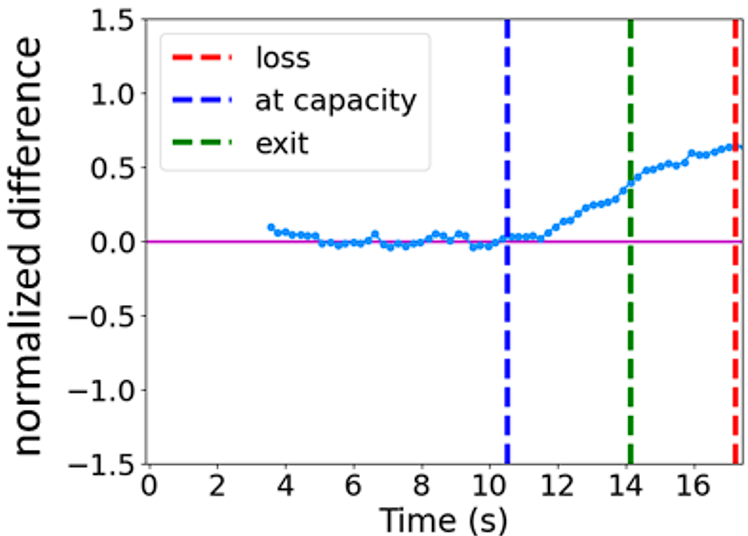 1.5
1.0
0.5
0.0
−0.5
−1.0
−1.5
normalized difference
loss
at capacity
exit
0 2 4 6 8 10 12 14 16
Time (s)